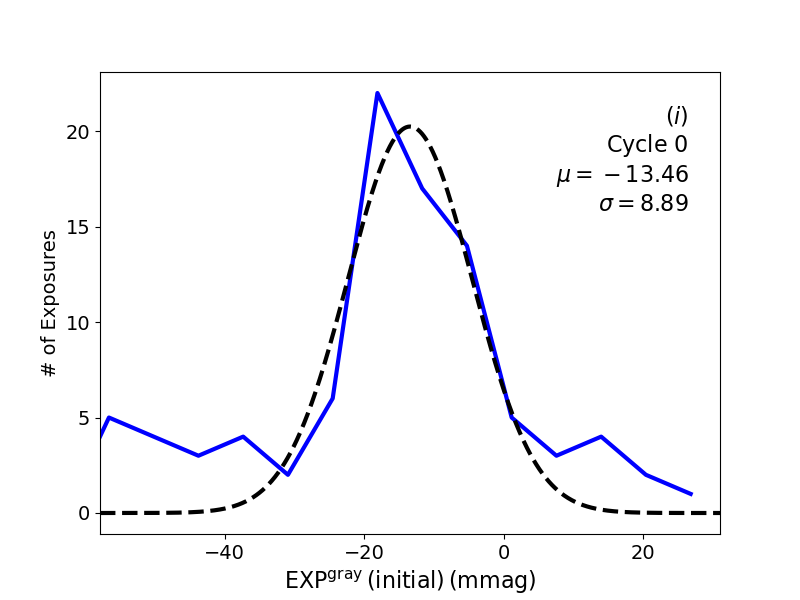 (i)
Cycle 0
μ = −13.46
σ = 8.89
# of Exposures
20
15
10
5
0
−40 −20 0 20
EXP^gray (initial) (mmag)